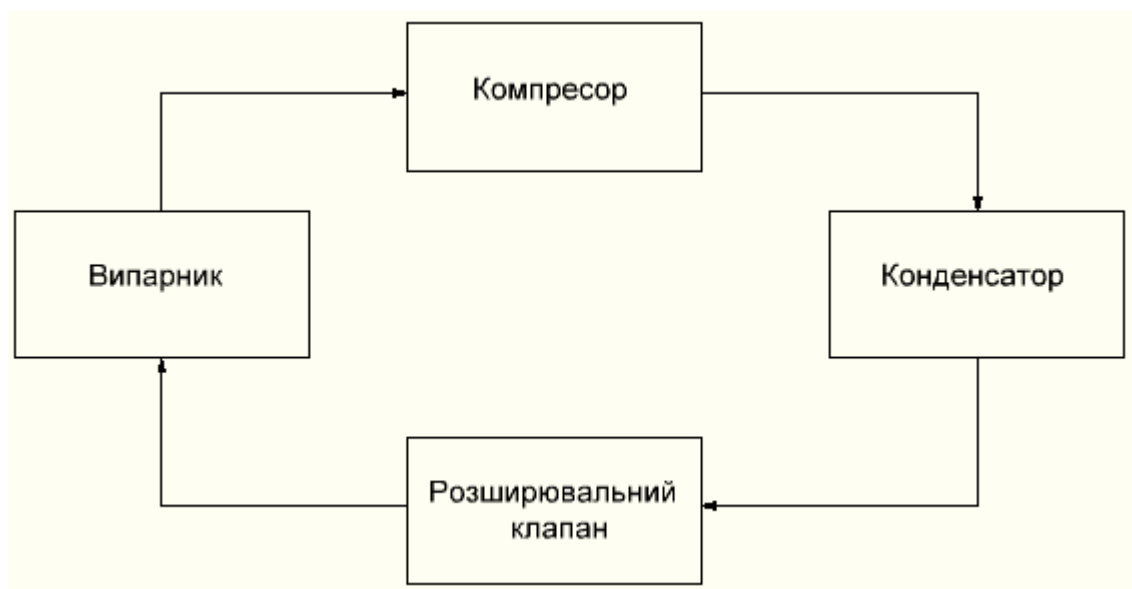 Компресор
Випарник
Конденсатор
Розширювальний
клапан